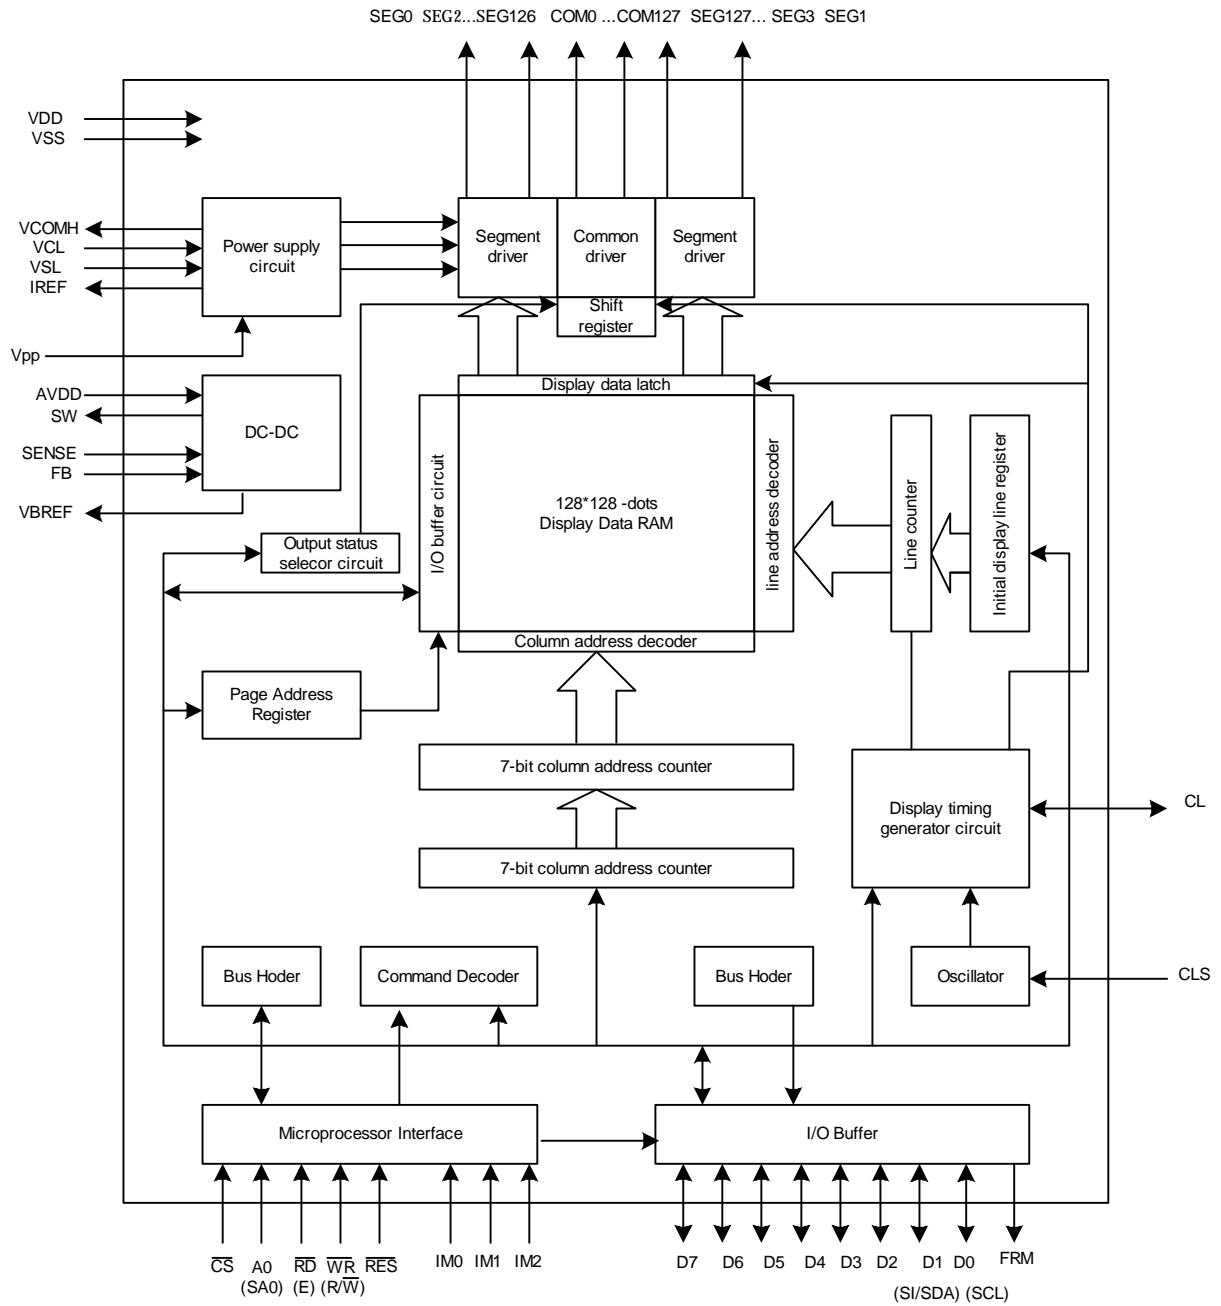 SEG0 SEG2...SEG126 COM0 ...COM127 SEG127... SEG3 SEG1
VDD
VSS
VCOMH
VCL
VSL
IREF
Power supply
circuit
Segment
driver
Common
driver
Segment
driver
Shift
register
Vpp
AVDD
SW
SENSE
FB
VBREF
DC-DC
Display data latch
I/O buffer circuit
128*128 -dots
Display Data RAM
line address decoder
Line counter
Initial display line register
Output status
selecor circuit
Column address decoder
Page Address
Register
7-bit column address counter
Display timing
generator circuit
CL
7-bit column address counter
Bus Hoder
Command Decoder
Bus Hoder
Oscillator
CLS
Microprocessor Interface
I/O Buffer
C̅S̅ A0 R̅D̅ W̅R̅ R̅E̅S̅ IM0 IM1 IM2 D7 D6 D5 D4 D3 D2 D1 D0 FRM
(SA0) (E) (R/W̅) (SI/SDA) (SCL)